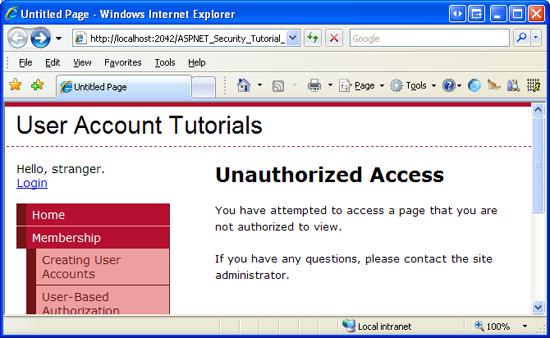 Untitled Page - Windows Internet Explorer
http://localhost:2042/ASPNET_Security_Tutorial_
Google
File Edit View Favorites Tools Help
Untitled Page
Page Tools
User Account Tutorials
Hello, stranger.
Login
Home
Membership
Creating User
Accounts
User-Based
Authorization
Unauthorized Access
You have attempted to access a page that you are
not authorized to view.
If you have any questions, please contact the site
administrator.
Local intranet
100%